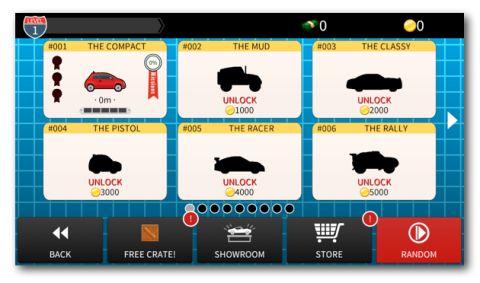 LEVEL
1
0
0
#001 THE COMPACT
0%
Missions
· 0m ·
#002 THE MUD
UNLOCK
1000
#003 THE CLASSY
UNLOCK
2000
#004 THE PISTOL
UNLOCK
3000
#005 THE RACER
UNLOCK
4000
#006 THE RALLY
UNLOCK
5000
BACK
FREE CRATE!
!
SHOWROOM
STORE
!
RANDOM